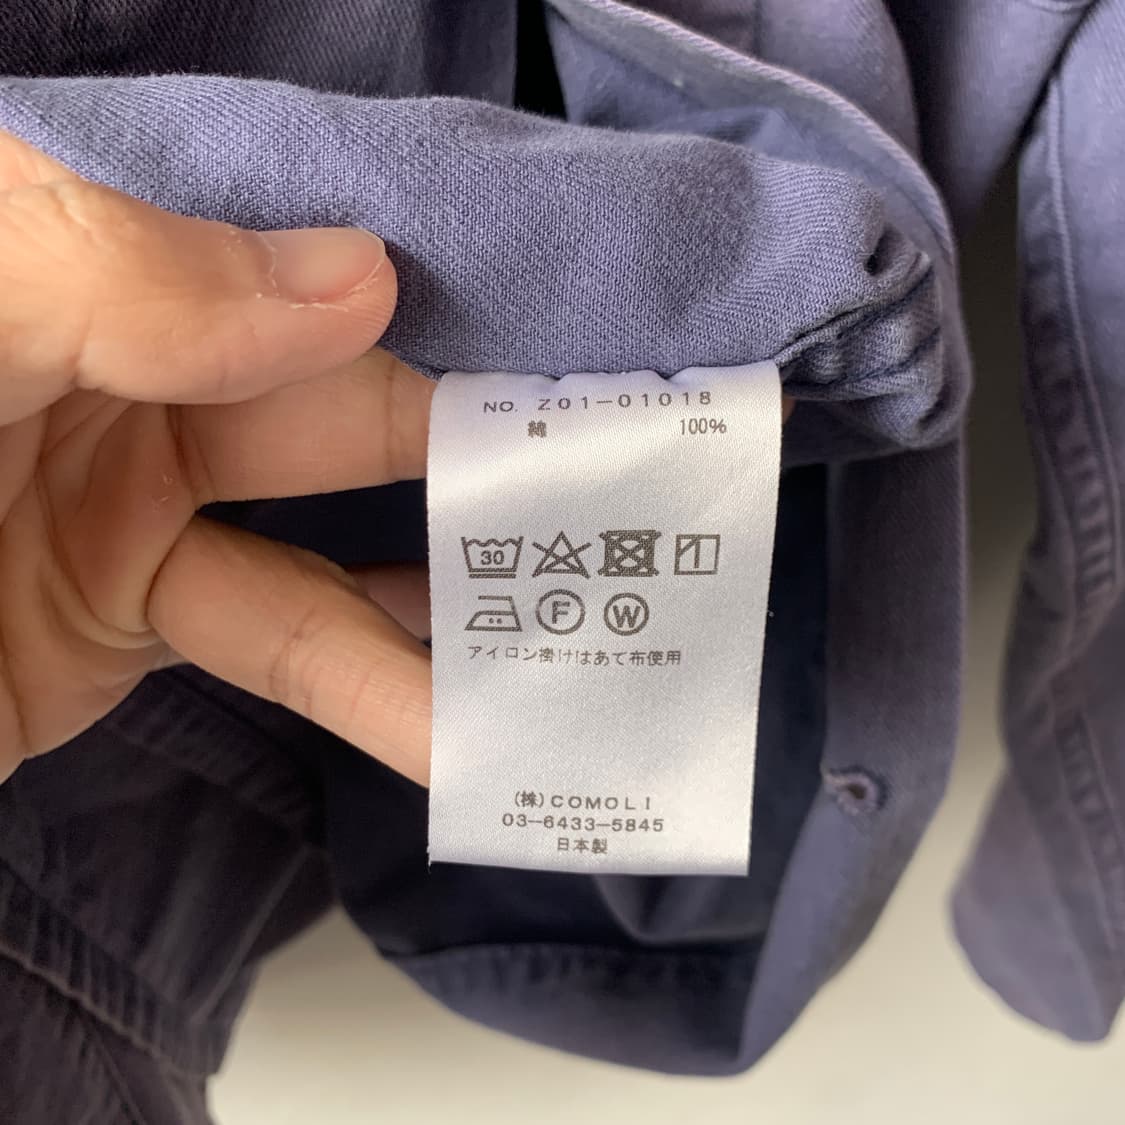 NO. Z01-01018
綿 100%
30
F W
アイロン掛けはあて布使用
(株)COMOLI
03-6433-5845
日本製